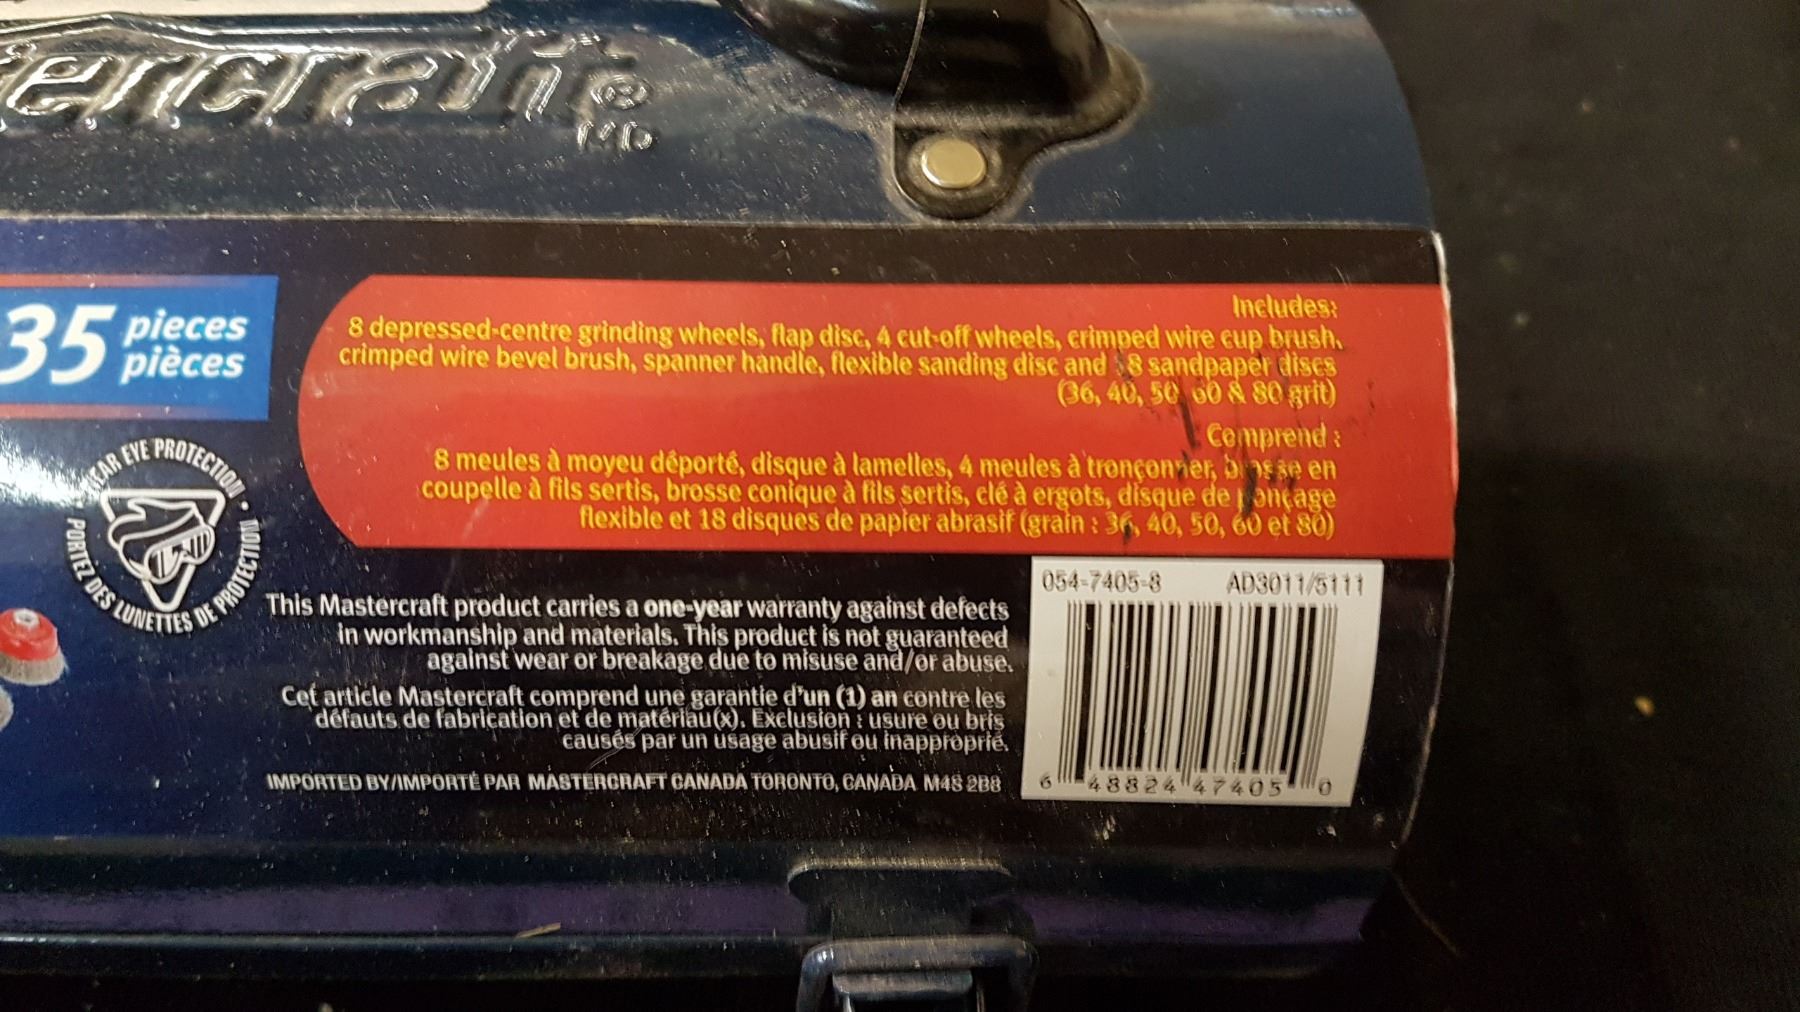 ercraft®
MD
35 pieces
pièces
Includes:
8 depressed-centre grinding wheels, flap disc, 4 cut-off wheels, crimped wire cup brush,
crimped wire bevel brush, spanner handle, flexible sanding disc and 18 sandpaper discs
(36, 40, 50, 60 & 80 grit)
Comprend :
8 meules à moyeu déporté, disque à lamelles, 4 meules à tronçonner, brosse en
coupelle à fils sertis, brosse conique à fils sertis, clé à ergots, disque de ponçage
flexible et 18 disques de papier abrasif (grain : 36, 40, 50, 60 et 80)
WEAR EYE PROTECTION •
PORTEZ DES LUNETTES DE PROTECTION
This Mastercraft product carries a one-year warranty against defects
in workmanship and materials. This product is not guaranteed
against wear or breakage due to misuse and/or abuse.
Cet article Mastercraft comprend une garantie d'un (1) an contre les
défauts de fabrication et de matériau(x). Exclusion : usure ou bris
causés par un usage abusif ou inapproprié.
IMPORTED BY/IMPORTÉ PAR MASTERCRAFT CANADA TORONTO, CANADA M4S 2B8
054-7405-8 AD3011/5111
6 48824 47405 0